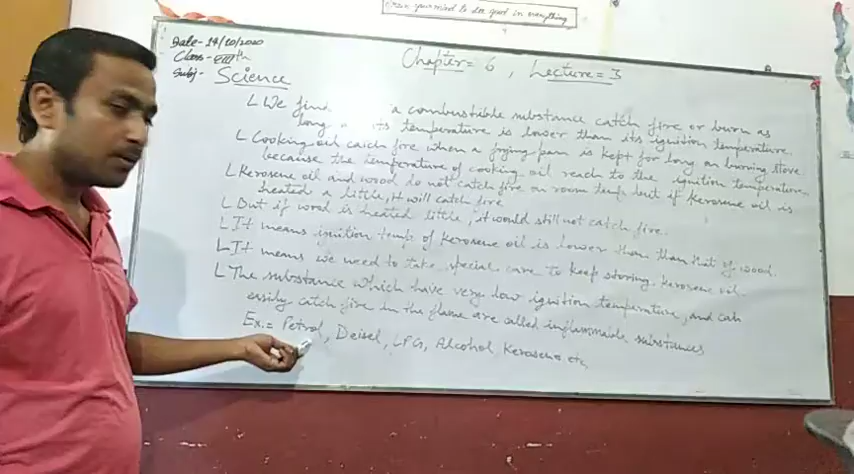 your mind to see good in everything
Date- 14/10/2020
Class- VIIIth
Subj- Science
Chapter = 6, Lecture = 3
We find a combustible substance catch fire or burn as
long its temperature is lower than its ignition temperature.
Cooking oil catch fire when a frying pan is kept for long on burning stove
because the temperature of cooking oil reach to the ignition temperature
Kerosene oil and wood do not catch fire on room temp. but if kerosene oil is
heated a little, it will catch fire.
But if wood is heated little, it would still not catch fire.
It means ignition temp of kerosene oil is lower than that of wood.
It means we need to take special care to keep storing kerosene oil.
The substance which have very low ignition temperature, and can
easily catch fire in the flame are called inflammable substances
Ex.= Petrol, Deisel, LPG, Alcohol Kerosene etc,